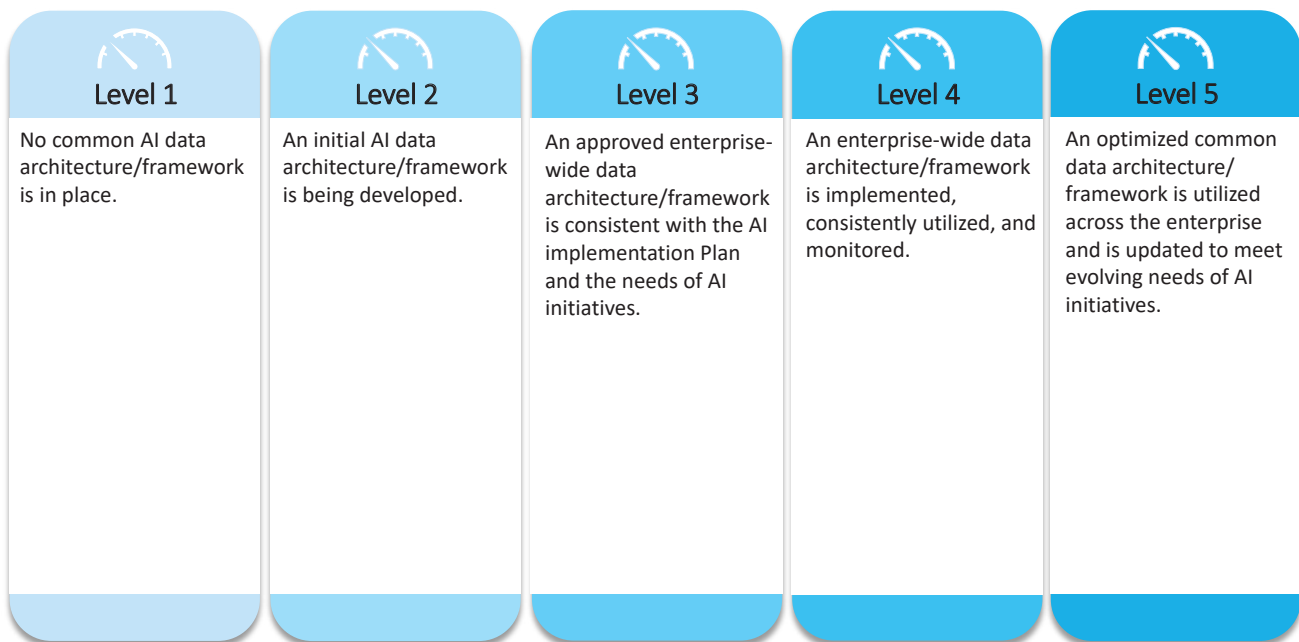 Level 1
No common AI data
architecture/framework
is in place.
Level 2
An initial AI data
architecture/framework
is being developed.
Level 3
An approved enterprise-
wide data
architecture/framework
is consistent with the AI
implementation Plan
and the needs of AI
initiatives.
Level 4
An enterprise-wide data
architecture/framework
is implemented,
consistently utilized, and
monitored.
Level 5
An optimized common
data architecture/
framework is utilized
across the enterprise
and is updated to meet
evolving needs of AI
initiatives.